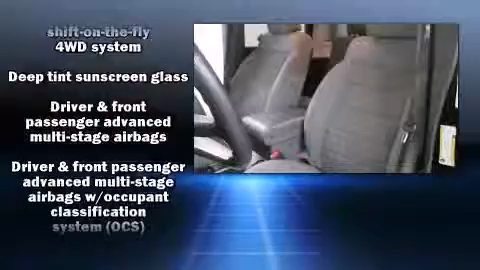 shift-on-the-fly
4WD system
Deep tint sunscreen glass
Driver & front
passenger advanced
multi-stage airbags
Driver & front passenger
advanced multi-stage
airbags w/occupant
classification
system (OCS)